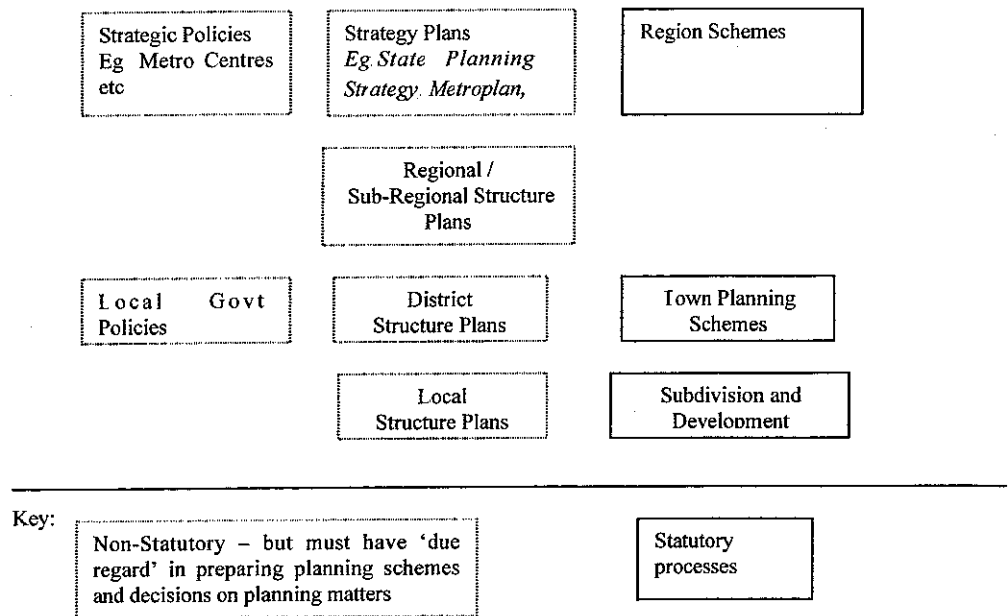 Strategic Policies
Eg Metro Centres
etc
Strategy Plans
Eg. State Planning
Strategy, Metroplan,
Region Schemes
Regional /
Sub-Regional Structure
Plans
Local Govt
Policies
District
Structure Plans
Town Planning
Schemes
Local
Structure Plans
Subdivision and
Development
Key:
Non-Statutory – but must have ‘due
regard’ in preparing planning schemes
and decisions on planning matters
Statutory
processes